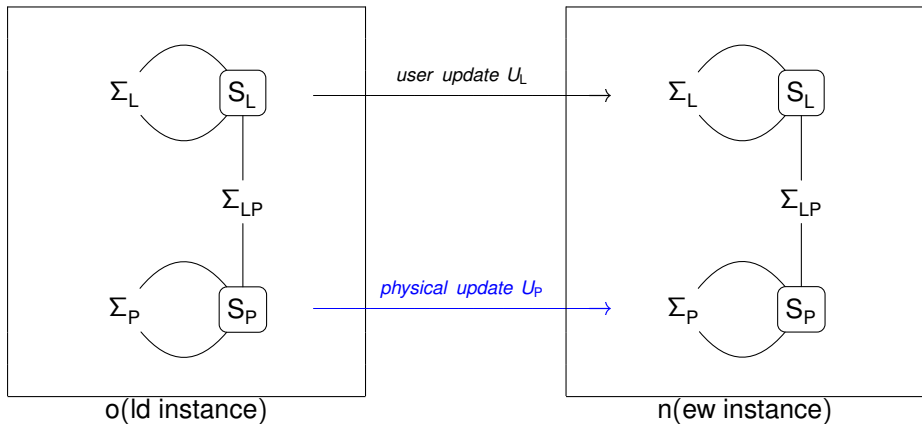 Σ_L S_L user update U_L Σ_L S_L
Σ_LP Σ_LP
Σ_P S_P physical update U_P Σ_P S_P
o(ld instance) n(ew instance)